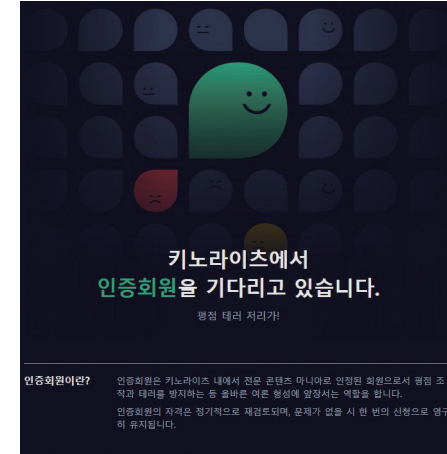 키노라이츠에서
인증회원을 기다리고 있습니다.
평점 테러 저리가!
인증회원이란?
인증회원은 키노라이츠 내에서 전문 콘텐츠 마니아로 인정된 회원으로서 평점 조
작과 테러를 방지하는 등 올바른 여론 형성에 앞장서는 역할을 합니다.
인증회원의 자격은 정기적으로 재검토되며, 문제가 없을 시 한 번의 신청으로 영구
히 유지됩니다.